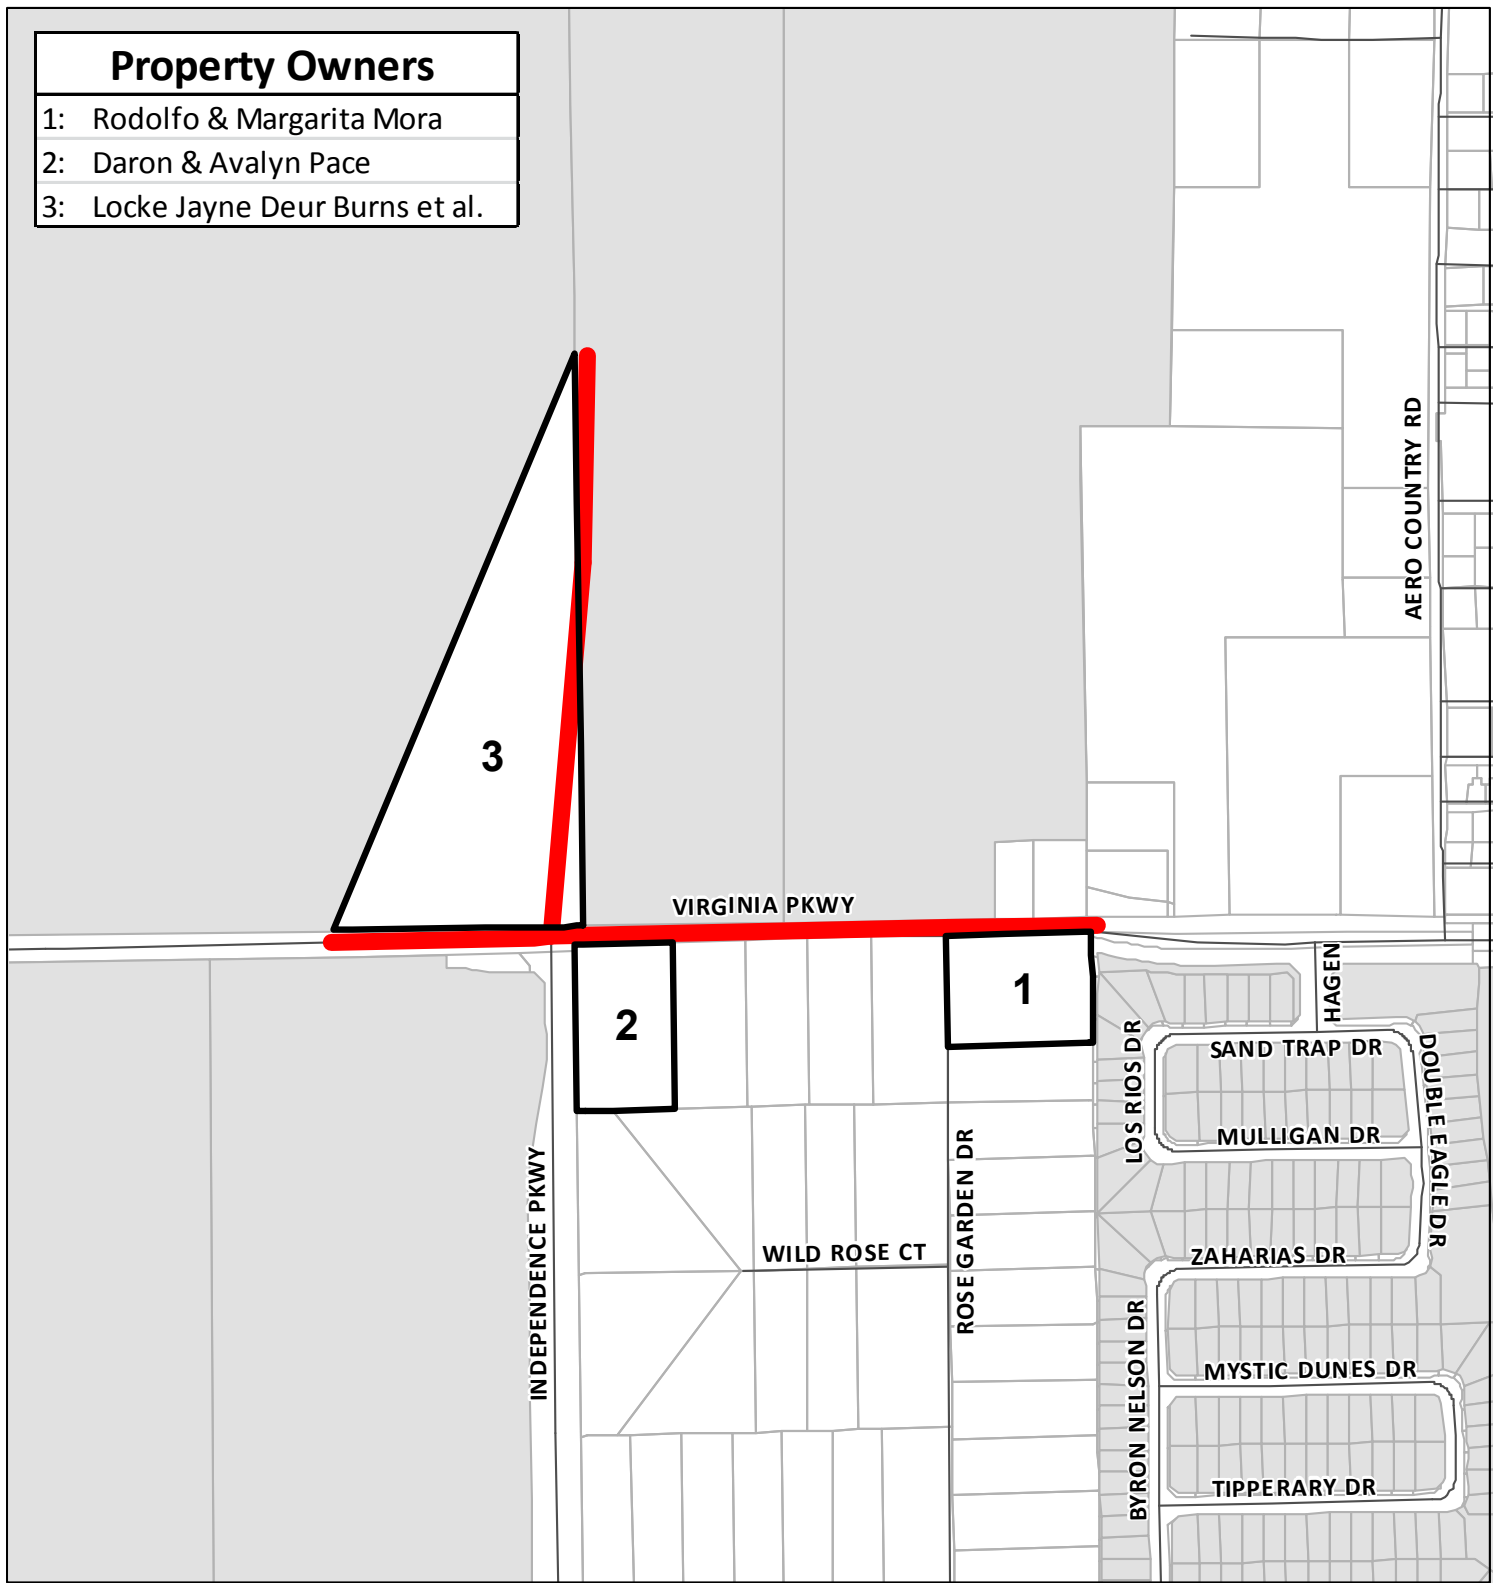 Property Owners
1: Rodolfo & Margarita Mora
2: Daron & Avalyn Pace
3: Locke Jayne Deur Burns et al.
AERO COUNTRY RD
3
VIRGINIA PKWY
HAGEN
1
2
LOS RIOS DR
SAND TRAP DR
DOUBLE EAGLE DR
MULLIGAN DR
INDEPENDENCE PKWY
ROSE GARDEN DR
WILD ROSE CT
ZAHARIAS DR
BYRON NELSON DR
MYSTIC DUNES DR
TIPPERARY DR